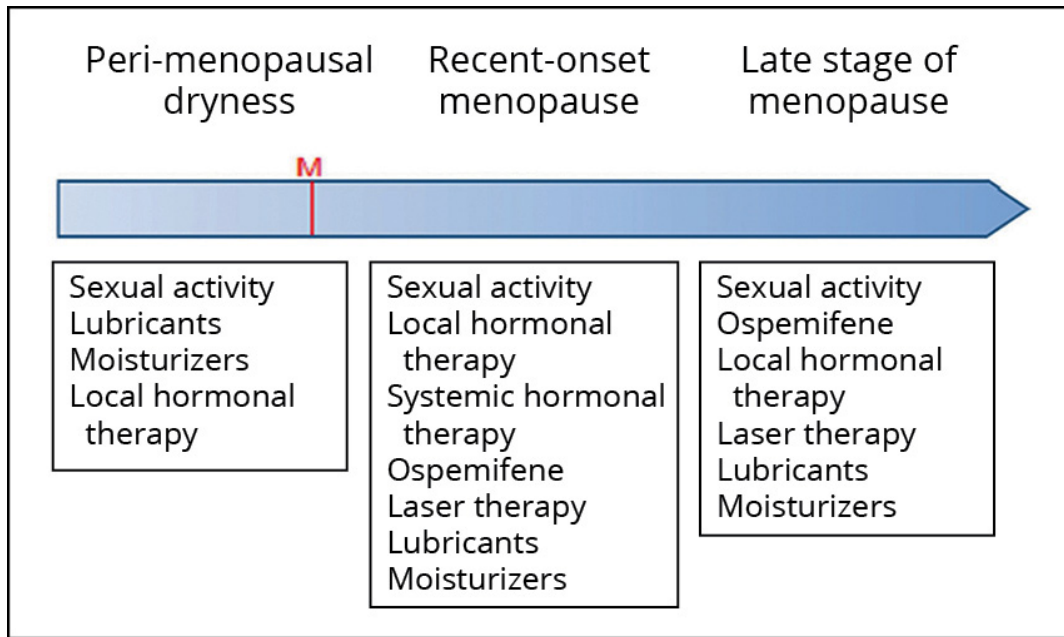 Peri-menopausal
dryness
Recent-onset
menopause
Late stage of
menopause
M
Sexual activity
Lubricants
Moisturizers
Local hormonal
therapy
Sexual activity
Local hormonal
therapy
Systemic hormonal
therapy
Ospemifene
Laser therapy
Lubricants
Moisturizers
Sexual activity
Ospemifene
Local hormonal
therapy
Laser therapy
Lubricants
Moisturizers